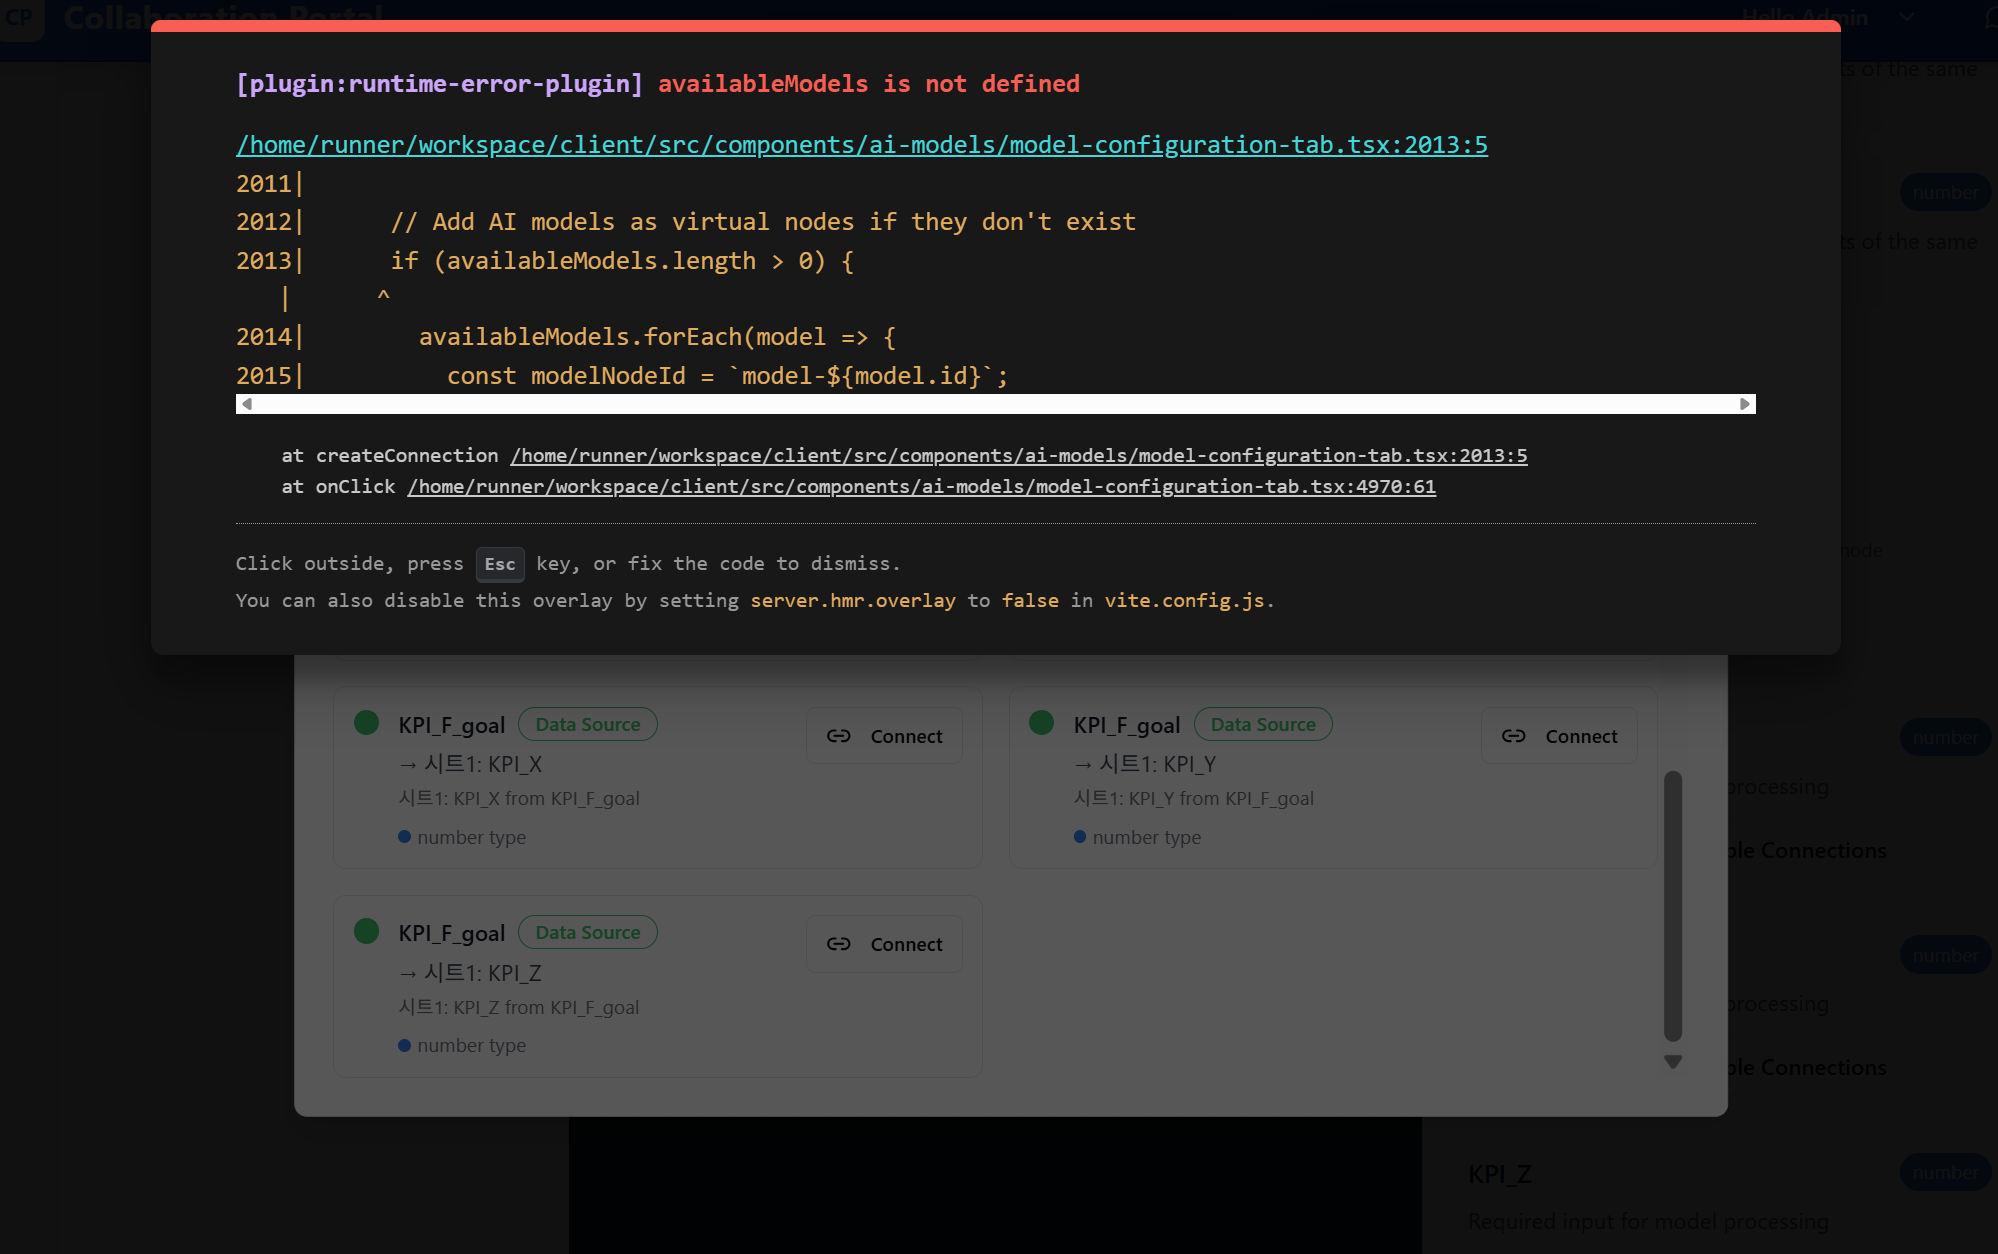 CP Collaboration Portal
Hello Admin
[plugin:runtime-error-plugin] availableModels is not defined
/home/runner/workspace/client/src/components/ai-models/model-configuration-tab.tsx:2013:5
2011|
2012|      // Add AI models as virtual nodes if they don't exist
2013|      if (availableModels.length > 0) {
   |      ^
2014|        availableModels.forEach(model => {
2015|          const modelNodeId = `model-${model.id}`;
at createConnection /home/runner/workspace/client/src/components/ai-models/model-configuration-tab.tsx:2013:5
at onClick /home/runner/workspace/client/src/components/ai-models/model-configuration-tab.tsx:4970:61
Click outside, press Esc key, or fix the code to dismiss.
You can also disable this overlay by setting server.hmr.overlay to false in vite.config.js.
of the same
number
of the same
node
number
processing
Connections
number
processing
Connections
KPI_F_goal Data Source Connect
→ 시트1: KPI_X
시트1: KPI_X from KPI_F_goal
number type
KPI_F_goal Data Source Connect
→ 시트1: KPI_Y
시트1: KPI_Y from KPI_F_goal
number type
KPI_F_goal Data Source Connect
→ 시트1: KPI_Z
시트1: KPI_Z from KPI_F_goal
number type
KPI_Z number
Required input for model processing